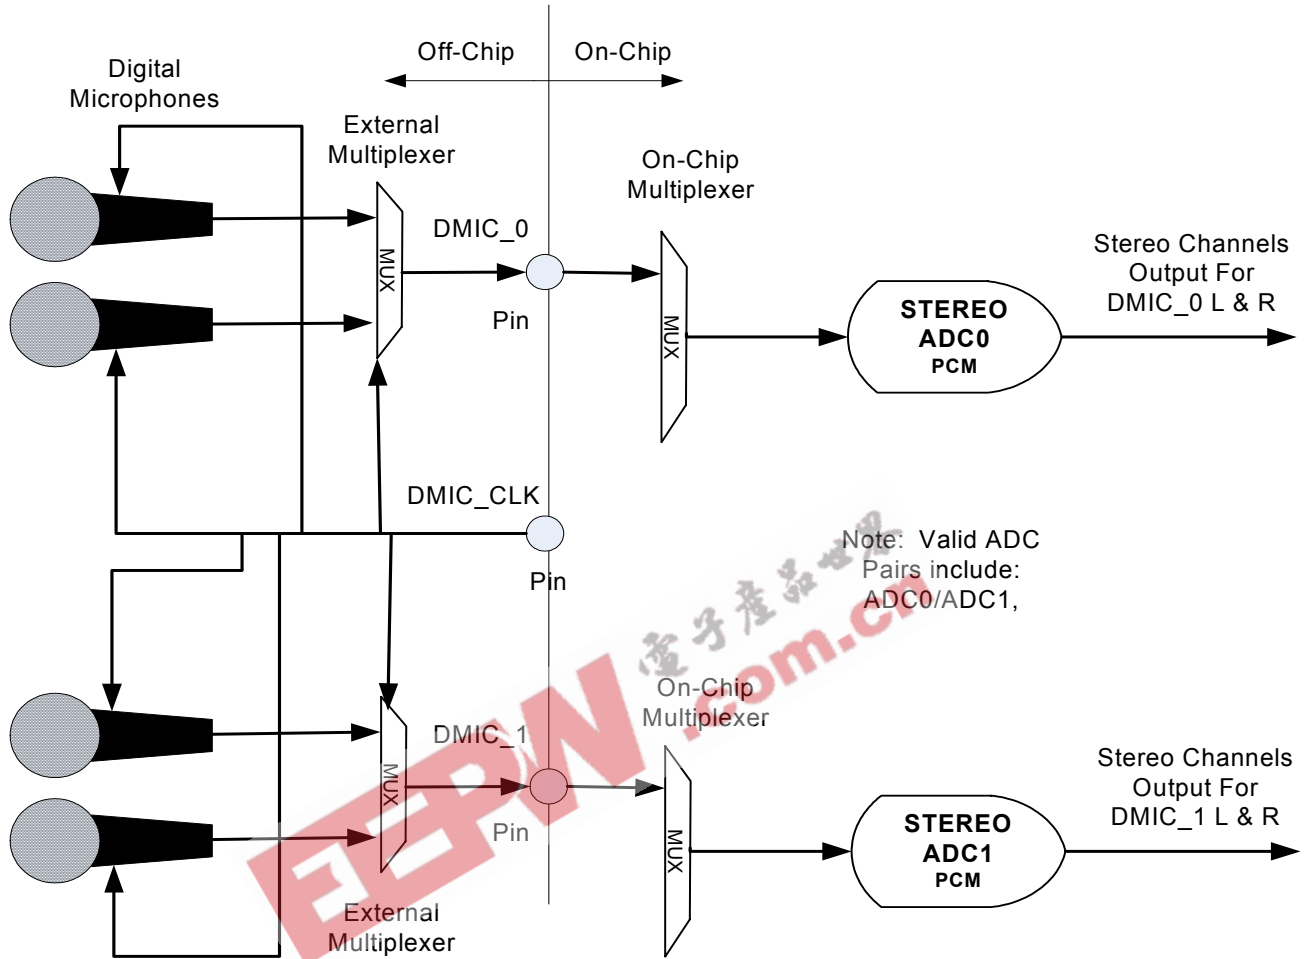 Off-Chip
On-Chip
Digital
Microphones
External
Multiplexer
On-Chip
Multiplexer
DMIC_0
MUX
Pin
MUX
STEREO
ADC0
PCM
Stereo Channels
Output For
DMIC_0 L & R
DMIC_CLK
Pin
Note: Valid ADC
Pairs include:
ADC0/ADC1,
電子產品世界
.com.cn
EEPW
On-Chip
Multiplexer
DMIC_1
MUX
Pin
MUX
STEREO
ADC1
PCM
Stereo Channels
Output For
DMIC_1 L & R
External
Multiplexer